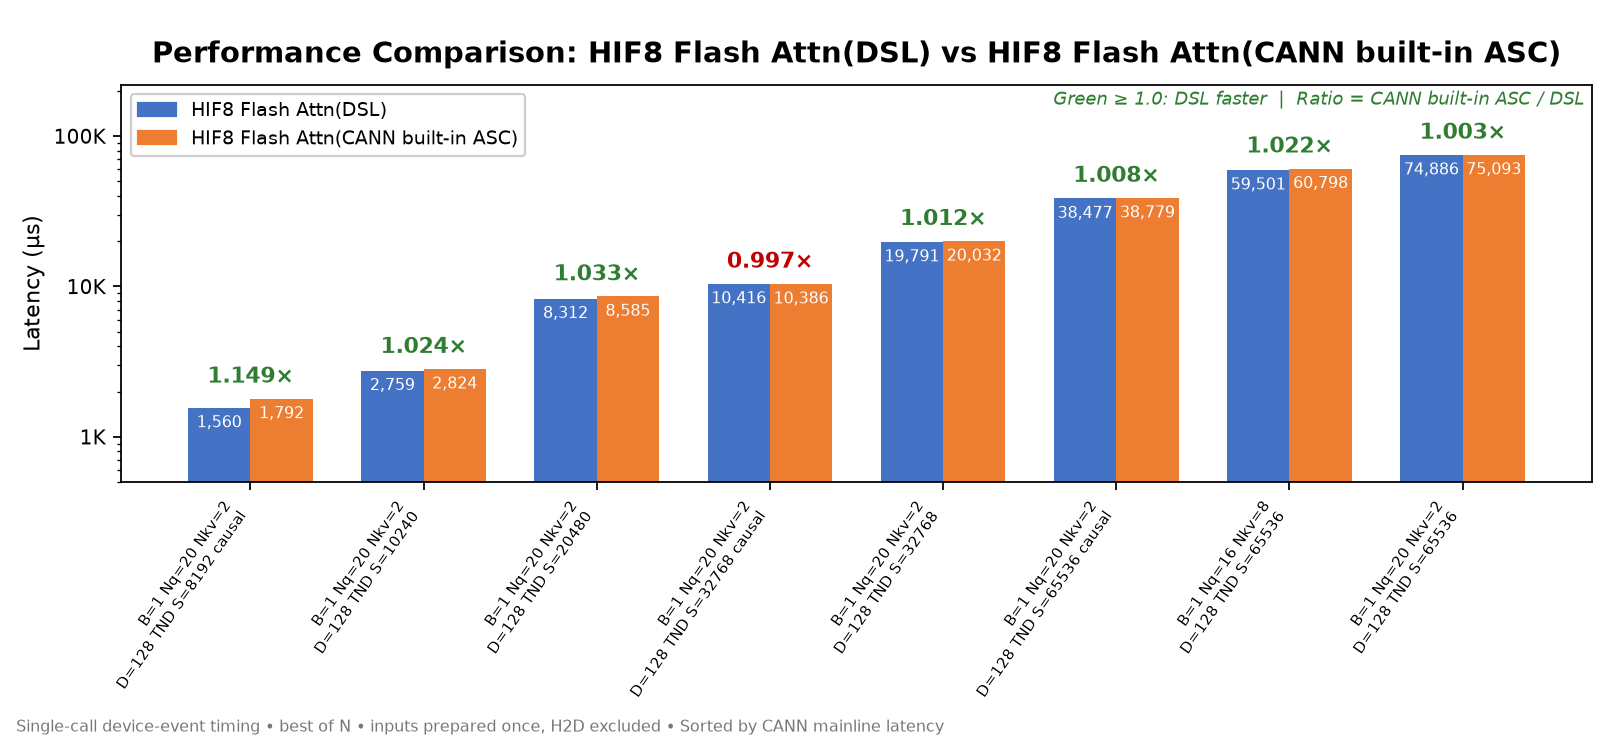 Performance Comparison: HIF8 Flash Attn(DSL) vs HIF8 Flash Attn(CANN built-in ASC)
HIF8 Flash Attn(DSL)
HIF8 Flash Attn(CANN built-in ASC)
Green ≥ 1.0: DSL faster | Ratio = CANN built-in ASC / DSL
Latency (µs)
100K
10K
1K
1.149×
1,560
1,792
1.024×
2,759
2,824
1.033×
8,312
8,585
0.997×
10,416
10,386
1.012×
19,791
20,032
1.008×
38,477
38,779
1.022×
59,501
60,798
1.003×
74,886
75,093
B=1 Nq=20 Nkv=2
D=128 TND S=8192 causal
B=1 Nq=20 Nkv=2
D=128 TND S=10240
B=1 Nq=20 Nkv=2
D=128 TND S=20480
B=1 Nq=20 Nkv=2
D=128 TND S=32768 causal
B=1 Nq=20 Nkv=2
D=128 TND S=32768
B=1 Nq=20 Nkv=2
D=128 TND S=65536 causal
B=1 Nq=16 Nkv=8
D=128 TND S=65536
B=1 Nq=20 Nkv=2
D=128 TND S=65536
Single-call device-event timing • best of N • inputs prepared once, H2D excluded • Sorted by CANN mainline latency